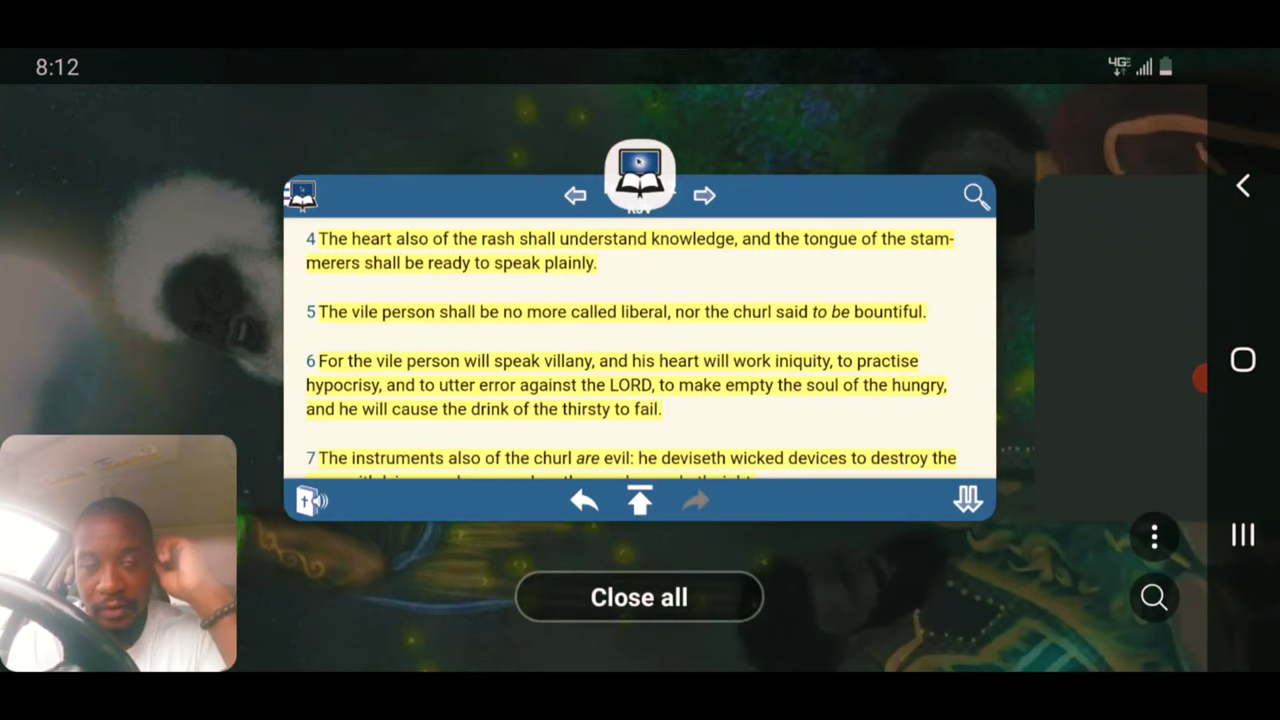 8:12
4G
4 The heart also of the rash shall understand knowledge, and the tongue of the stam-
merers shall be ready to speak plainly.
5 The vile person shall be no more called liberal, nor the churl said to be bountiful.
6 For the vile person will speak villany, and his heart will work iniquity, to practise
hypocrisy, and to utter error against the LORD, to make empty the soul of the hungry,
and he will cause the drink of the thirsty to fail.
7 The instruments also of the churl are evil: he deviseth wicked devices to destroy the
Close all